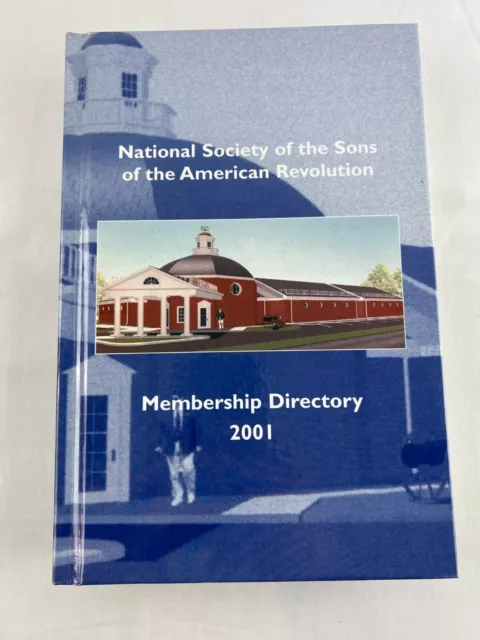 National Society of the Sons
of the American Revolution
Membership Directory
2001